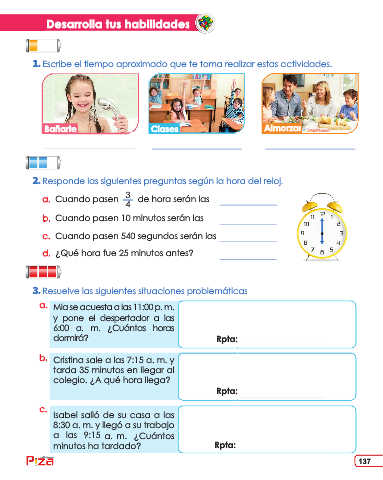 Desarrolla tus habilidades
1. Escribe el tiempo aproximado que te toma realizar estas actividades.
Bañarte
Clases
Almorzar
2. Responde las siguientes preguntas según la hora del reloj.
a. Cuando pasen 3/4 de hora serán las
b. Cuando pasen 10 minutos serán las
c. Cuando pasen 540 segundos serán las
d. ¿Qué hora fue 25 minutos antes?
3. Resuelve las siguientes situaciones problemáticas
a. Mia se acuesta a las 11:00 p. m.
y pone el despertador a las
6:00 a. m. ¿Cuántas horas
dormirá?
Rpta:
b. Cristina sale a las 7:15 a. m. y
tarda 35 minutos en llegar al
colegio. ¿A qué hora llega?
Rpta:
c. Isabel salió de su casa a las
8:30 a. m. y llegó a su trabajo
a las 9:15 a. m. ¿Cuántos
minutos ha tardado?
Rpta:
137